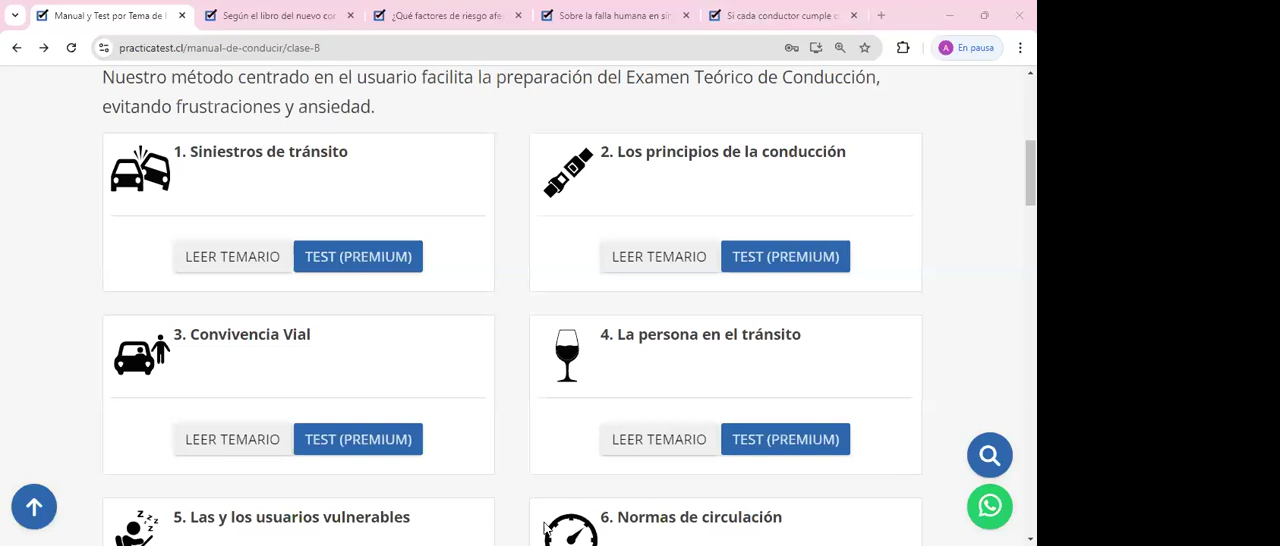 Manual y Test por Tema de l
Según el libro del nuevo con
¿Qué factores de riesgo afe
Sobre la falla humana en sin
Si cada conductor cumple c
practicatest.cl/manual-de-conducir/clase-B
A En pausa
Nuestro método centrado en el usuario facilita la preparación del Examen Teórico de Conducción,
evitando frustraciones y ansiedad.
1. Siniestros de tránsito
LEER TEMARIO TEST (PREMIUM)
2. Los principios de la conducción
LEER TEMARIO TEST (PREMIUM)
3. Convivencia Vial
LEER TEMARIO TEST (PREMIUM)
4. La persona en el tránsito
LEER TEMARIO TEST (PREMIUM)
5. Las y los usuarios vulnerables
z z z
6. Normas de circulación